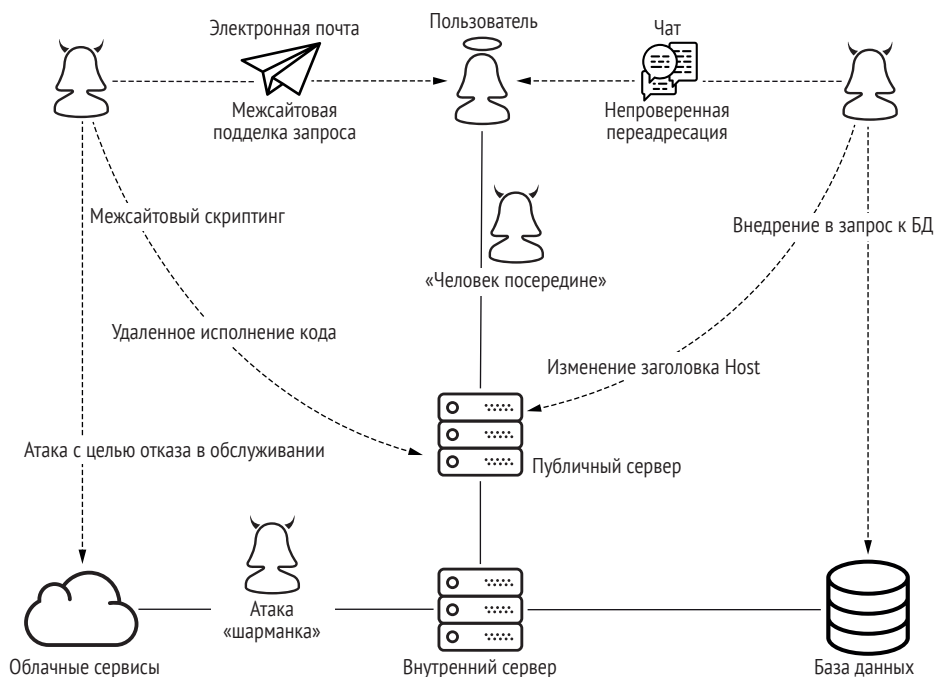 Электронная почта
Пользователь
Чат
Межсайтовая
подделка запроса
Непроверенная
переадресация
Межсайтовый скриптинг
Внедрение в запрос к БД
«Человек посередине»
Удаленное исполнение кода
Изменение заголовка Host
Атака с целью отказа в обслуживании
Публичный сервер
Атака
«шарманка»
Облачные сервисы
Внутренний сервер
База данных